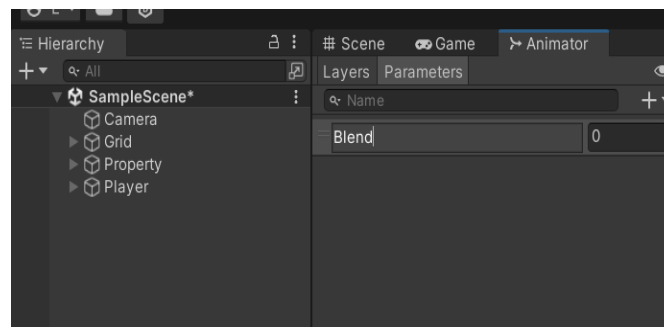 Hierarchy
All
SampleScene*
Camera
Grid
Property
Player
Scene Game Animator
Layers Parameters
Name
Blend 0